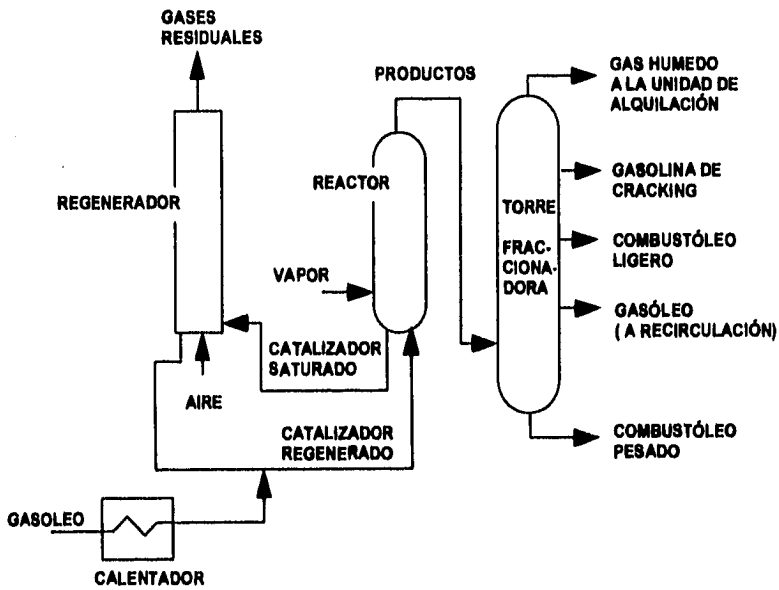 GASES
RESIDUALES
PRODUCTOS
GAS HUMEDO
A LA UNIDAD DE
ALQUILACIÓN
REGENERADOR
REACTOR
TORRE
FRAC-
CIONA-
DORA
GASOLINA DE
CRACKING
COMBUSTÓLEO
LIGERO
VAPOR
GASÓLEO
( A RECIRCULACIÓN)
CATALIZADOR
SATURADO
AIRE
CATALIZADOR
REGENERADO
COMBUSTÓLEO
PESADO
GASOLEO
CALENTADOR